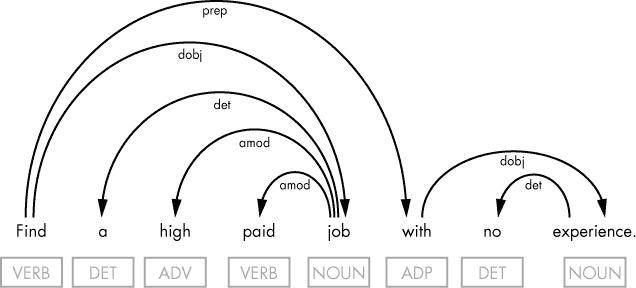 prep
dobj
det
amod
amod
dobj
det
Find a high paid job with no experience.
VERB DET ADV VERB NOUN ADP DET NOUN